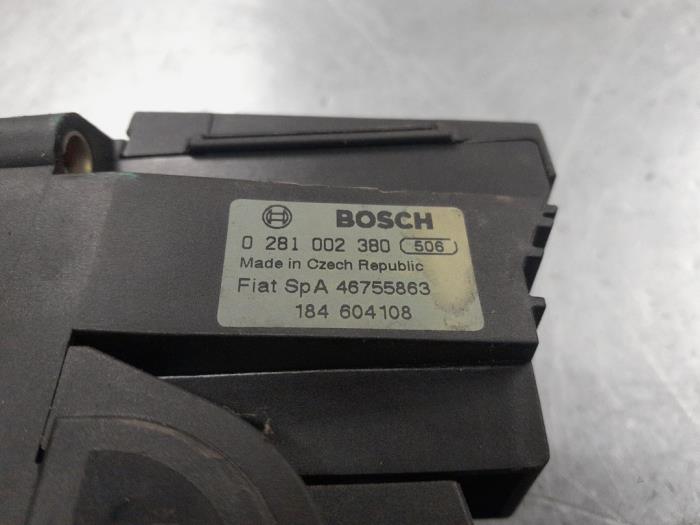 BOSCH
0 281 002 380 506
Made in Czech Republic
Fiat SpA 46755863
184 604108